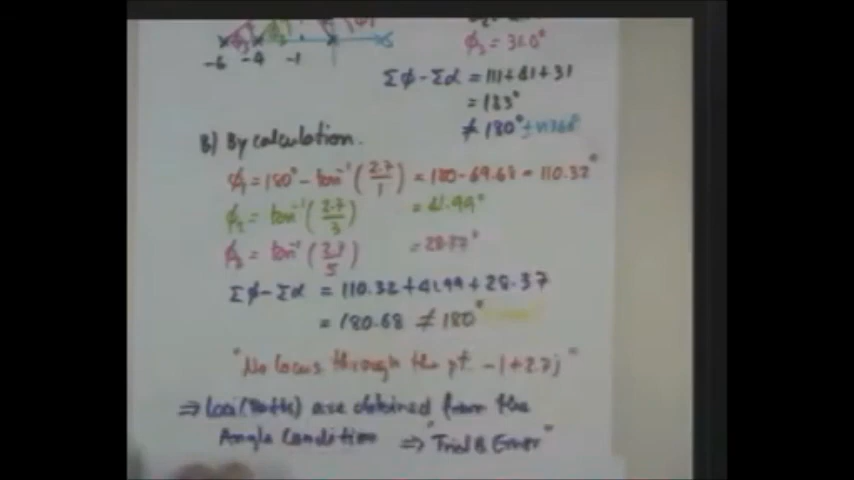 -6 -4 -1
φ₃ = 31.0°
Σϕ-Σα = 111+41+31
= 183°
≠ 180° ± n360°
B) By calculation.
φ₁ = 180° - tan⁻¹(2.7/1) = 180-69.68 = 110.32°
φ₂ = tan⁻¹(2.7/3) = 41.99°
φ₃ = tan⁻¹(2.7/5) = 28.37°
Σϕ-Σα = 110.32+41.99+28.37
= 180.68 ≠ 180°
"No locus through the pt. -1+2.7j"
⇒ Loci (Paths) are obtained from the
Angle Condition ⇒ "Trial & Error"